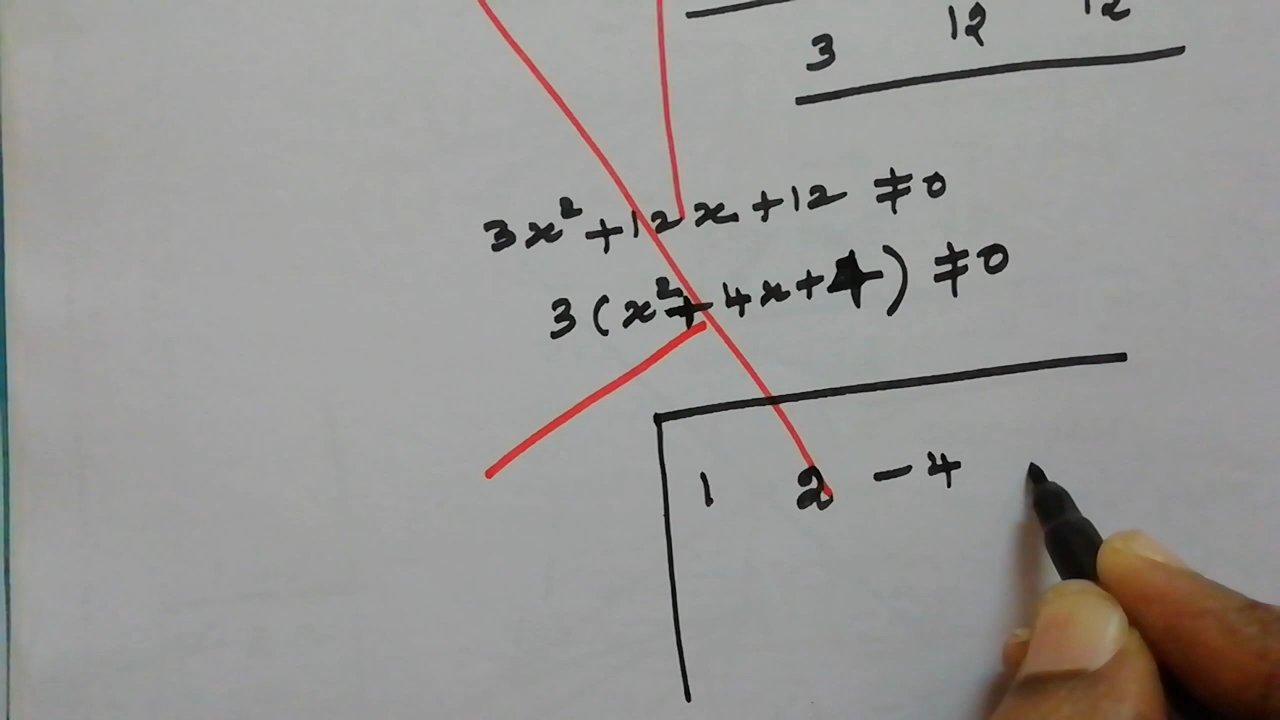 3 12 12
3x² + 12x + 12 ≠ 0
3(x² + 4x + 4) ≠ 0
1 2 -4